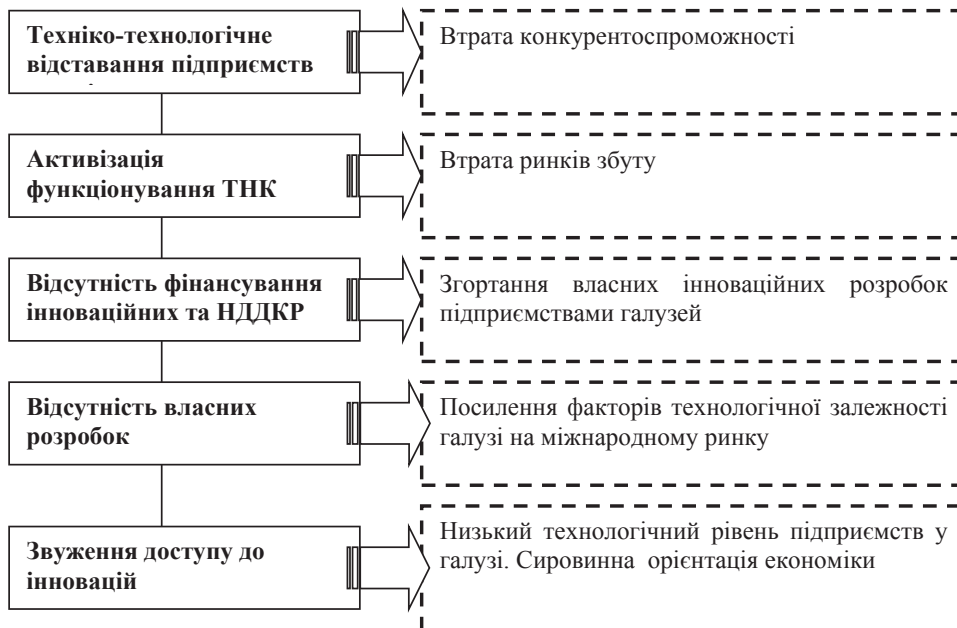 Техніко-технологічне
відставання підприємств
Втрата конкурентоспроможності
Активізація
функціонування ТНК
Втрата ринків збуту
Відсутність фінансування
інноваційних та НДДКР
Згортання власних інноваційних розробок
підприємствами галузей
Відсутність власних
розробок
Посилення факторів технологічної залежності
галузі на міжнародному ринку
Звуження доступу до
інновацій
Низький технологічний рівень підприємств у
галузі. Сировинна орієнтація економіки